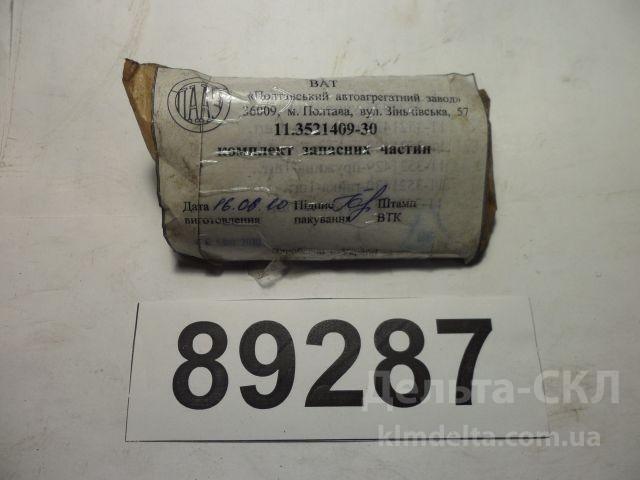 ПААЗ
ВАТ
«Полтавський автоагрегатний завод»
36009, м. Полтава, вул. Зіньківська, 57
11.3521409-30
комплект запасних частин
Дата 16.08.10 Підпис Штамп
виготовлення пакування ВТК
89287
Дельта-СКЛ
klmdelta.com.ua